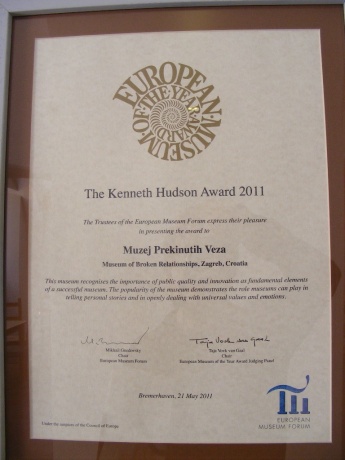 EUROPEAN MUSEUM
OF THE YEAR AWARD
The Kenneth Hudson Award 2011
The Trustees of the European Museum Forum express their pleasure
in presenting the award to
Muzej Prekinutih Veza
Museum of Broken Relationships, Zagreb, Croatia
This museum recognises the importance of public quality and innovation as fundamental elements
of a successful museum. The popularity of the museum demonstrates the role museums can play in
telling personal stories and in openly dealing with universal values and emotions.
Chair
Chair
European Museum Forum
European Museum of the Year Award Judging Panel
Bremerhaven, 21 May 2011
EUROPEAN
MUSEUM FORUM
Under the auspices of the Council of Europe